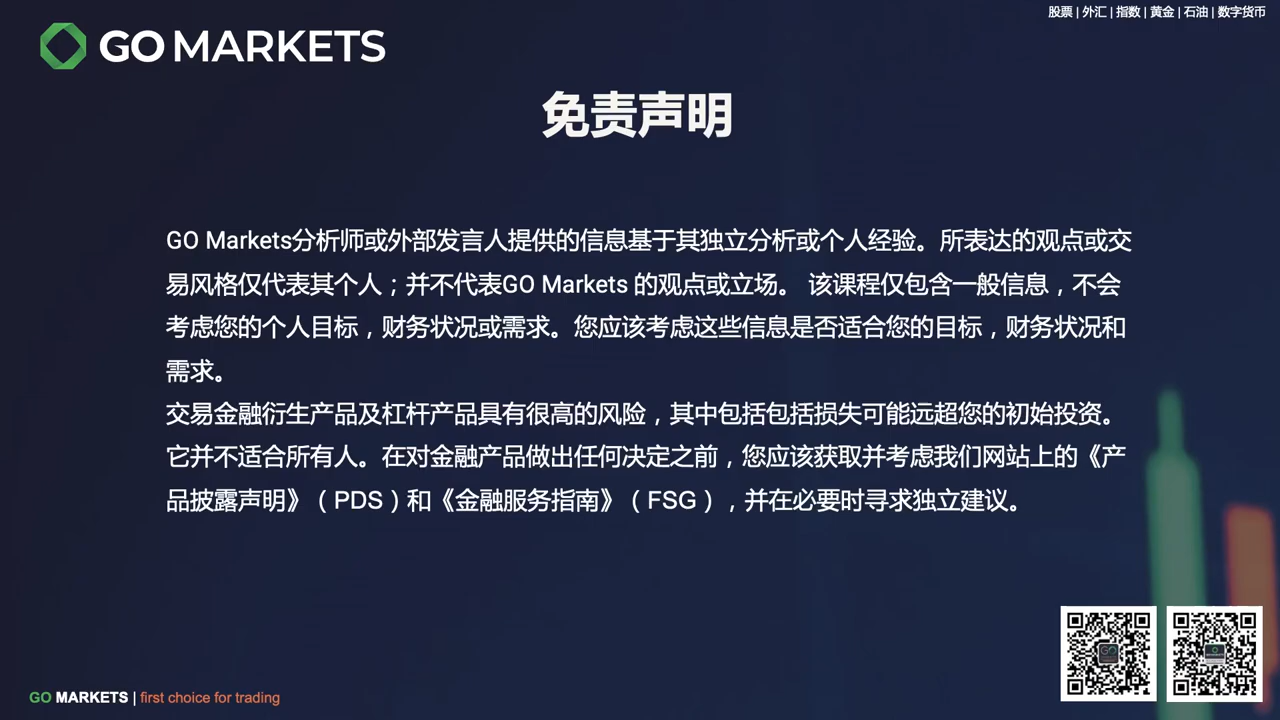 股票 | 外汇 | 指数 | 黄金 | 石油 | 数字货币
GO MARKETS
免责声明
GO Markets分析师或外部发言人提供的信息基于其独立分析或个人经验。所表达的观点或交
易风格仅代表其个人；并不代表GO Markets 的观点或立场。 该课程仅包含一般信息，不会
考虑您的个人目标，财务状况或需求。您应该考虑这些信息是否适合您的目标，财务状况和
需求。
交易金融衍生产品及杠杆产品具有很高的风险，其中包括包括损失可能远超您的初始投资。
它并不适合所有人。在对金融产品做出任何决定之前，您应该获取并考虑我们网站上的《产
品披露声明》（PDS）和《金融服务指南》（FSG），并在必要时寻求独立建议。
GO MARKETS | first choice for trading